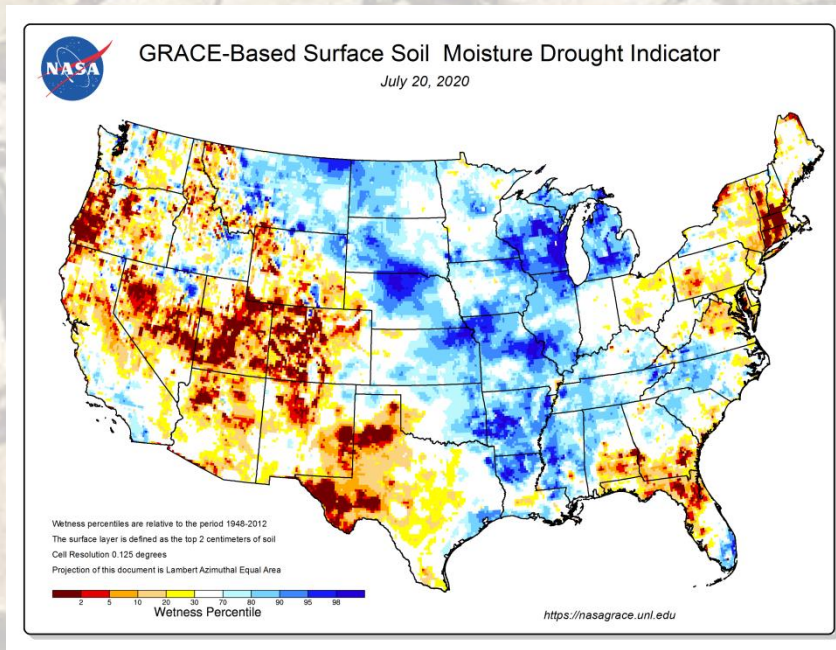 NASA
GRACE-Based Surface Soil  Moisture Drought Indicator
July 20, 2020
Wetness percentiles are relative to the period 1948-2012
The surface layer is defined as the top 2 centimeters of soil
Cell Resolution 0.125 degrees
Projection of this document is Lambert Azimuthal Equal Area
2 5 10 20 30 70 80 90 95 98
Wetness Percentile
https://nasagrace.unl.edu